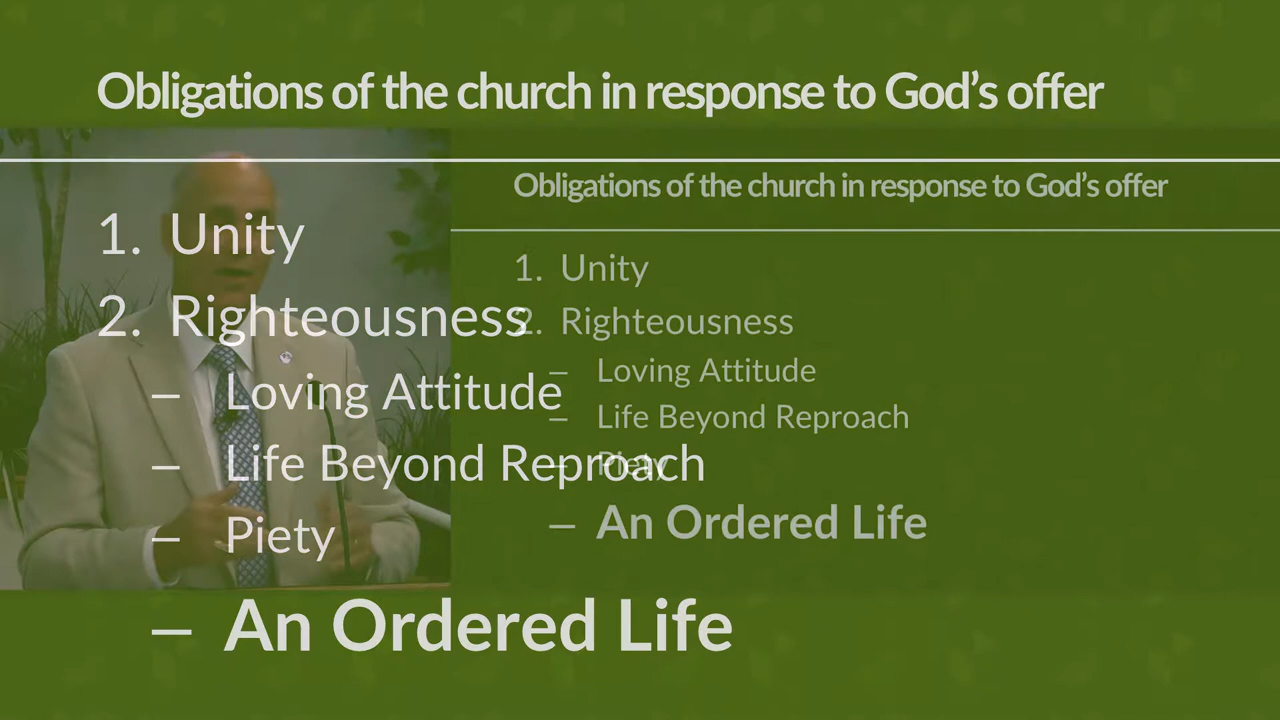 Obligations of the church in response to God's offer
1. Unity
2. Righteousness
– Loving Attitude
– Life Beyond Reproach
– Piety
– An Ordered Life
Obligations of the church in response to God's offer
1. Unity
2. Righteousness
– Loving Attitude
– Life Beyond Reproach
– Piety
– An Ordered Life